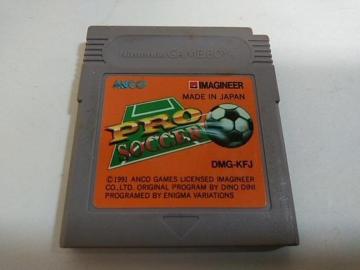 Nintendo GAME BOY
ANCO
IMAGINEER
MADE IN JAPAN
PRO
SOCCER
DMG-KFJ
©1991 ANCO GAMES LICENSED IMAGINEER
CO.,LTD. ORIGINAL PROGRAM BY DINO DINI
PROGRAMED BY ENIGMA VARIATIONS